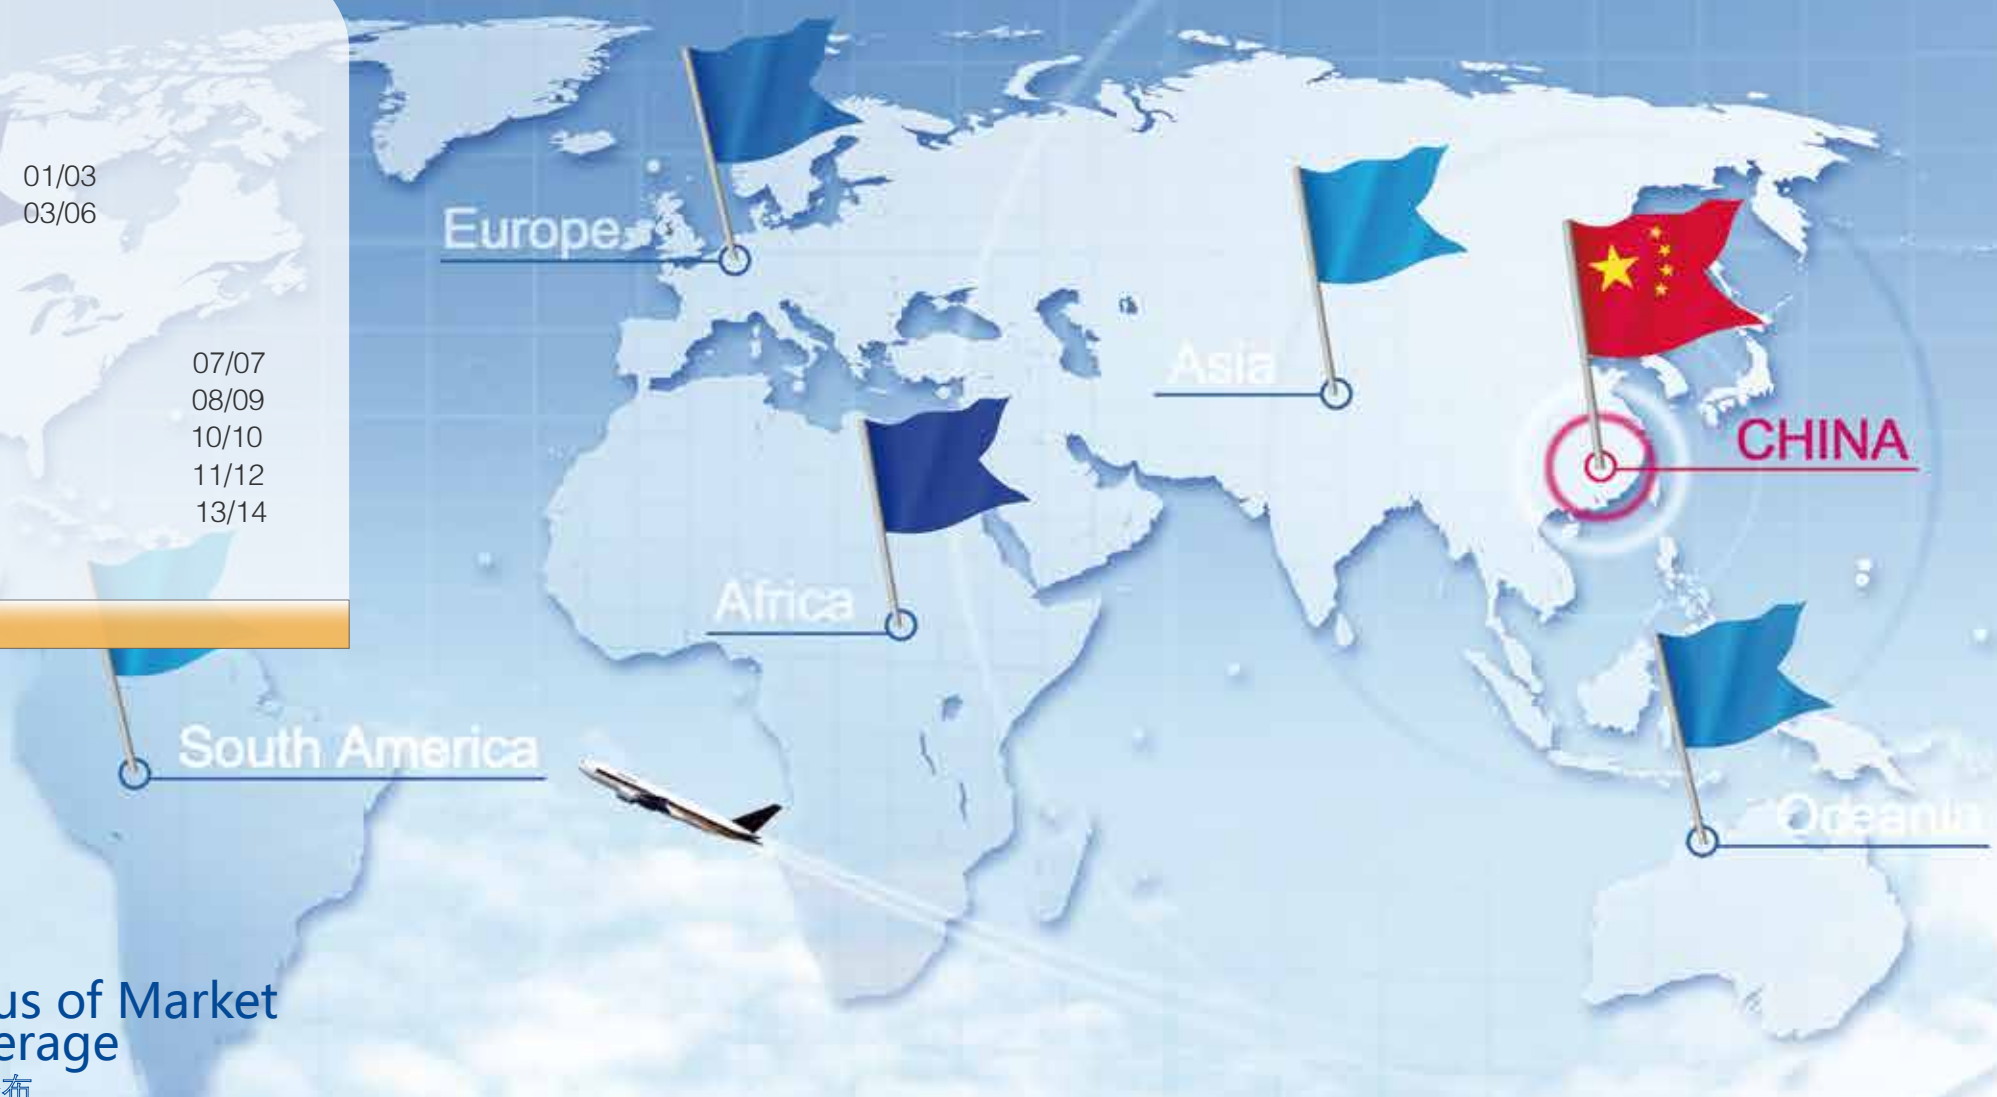 01/03
03/06
07/07
08/09
10/10
11/12
13/14
Europe
Asia
CHINA
Africa
South America
Oceania
us of Market
erage
布